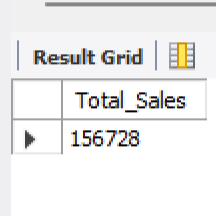 Result Grid
Total_Sales
156728